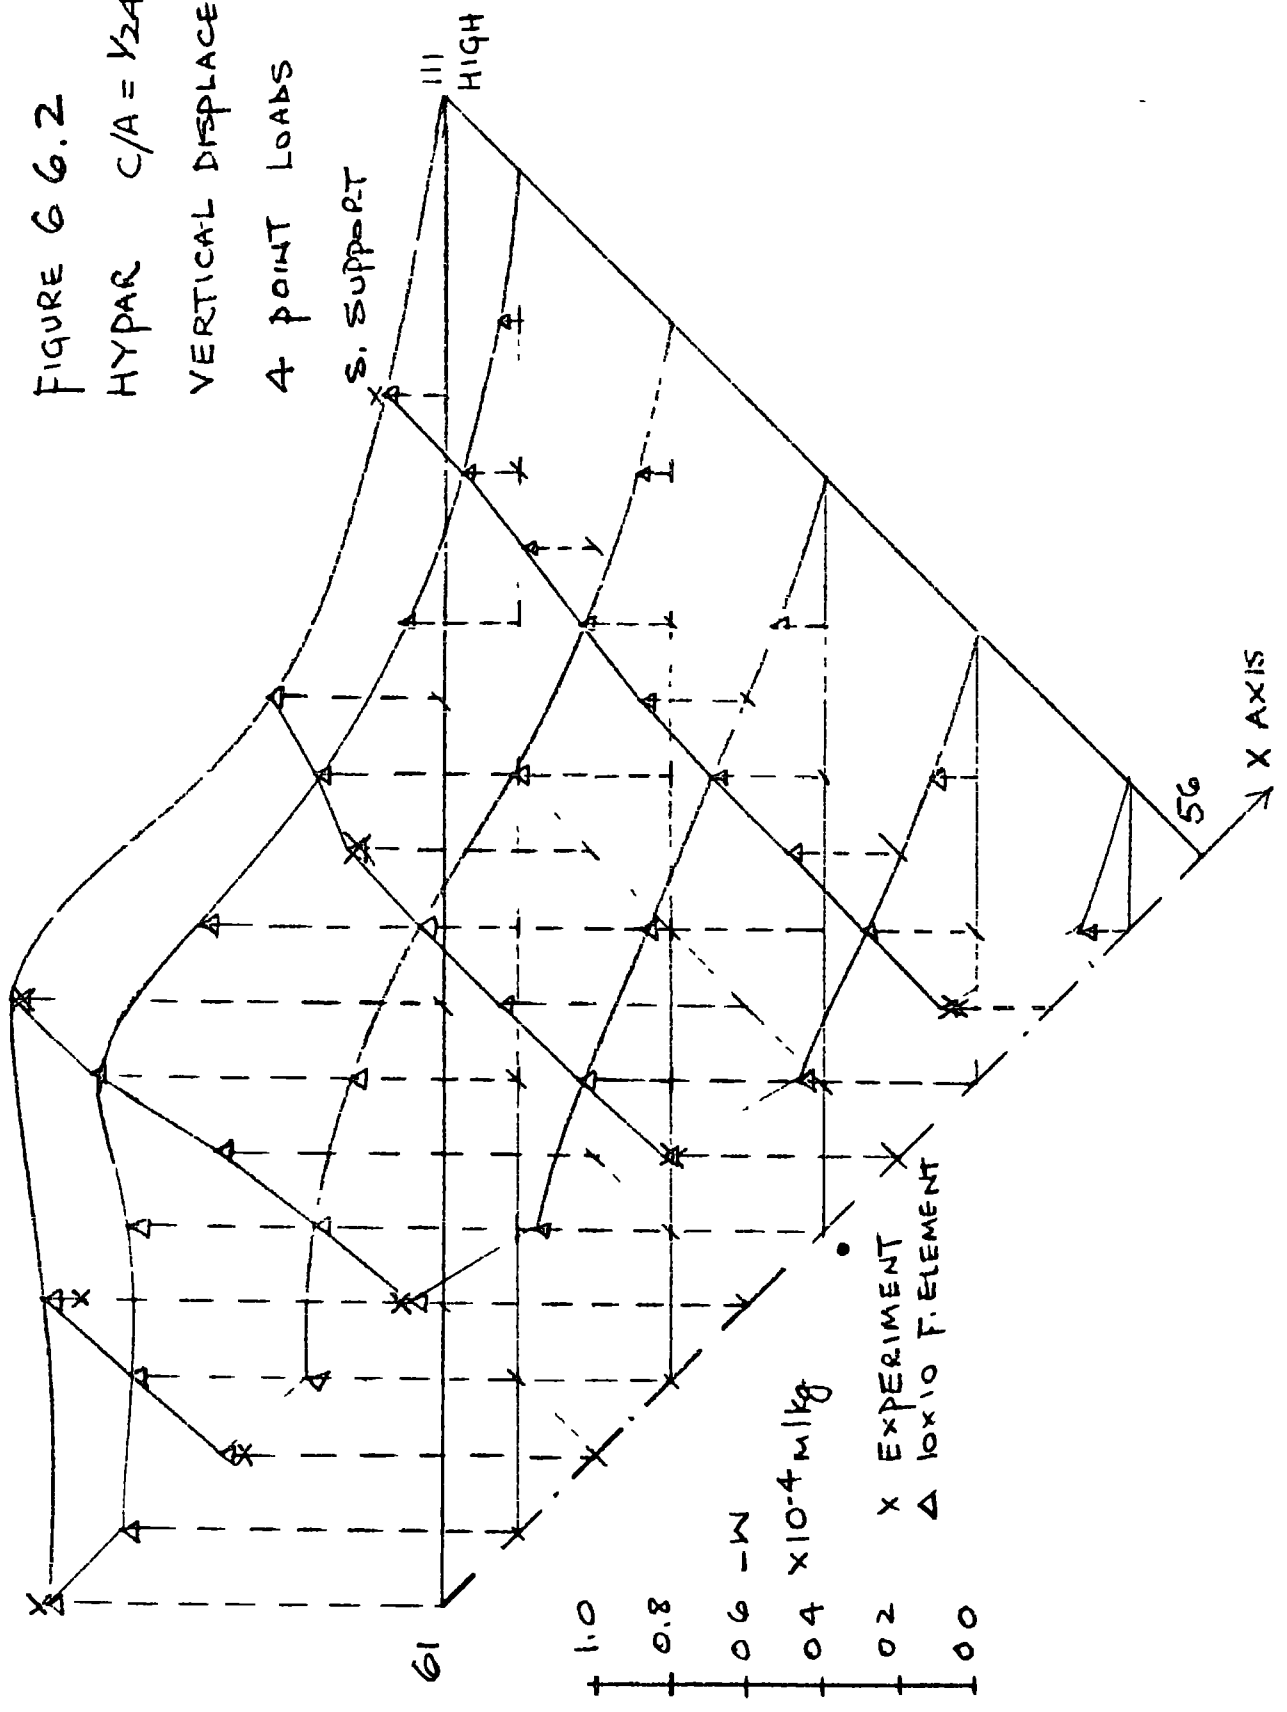 FIGURE 6 6.2
HYPAR C/A = 1/24
VERTICAL DISPLACE
4 POINT LOADS
S. SUPPORT
111
HIGH
61
1.0
0.8 -W
0 6
0 4 x10-4 m/kg
0 2
0 0
x EXPERIMENT
△ 10x10 F. ELEMENT
56
X AXIS